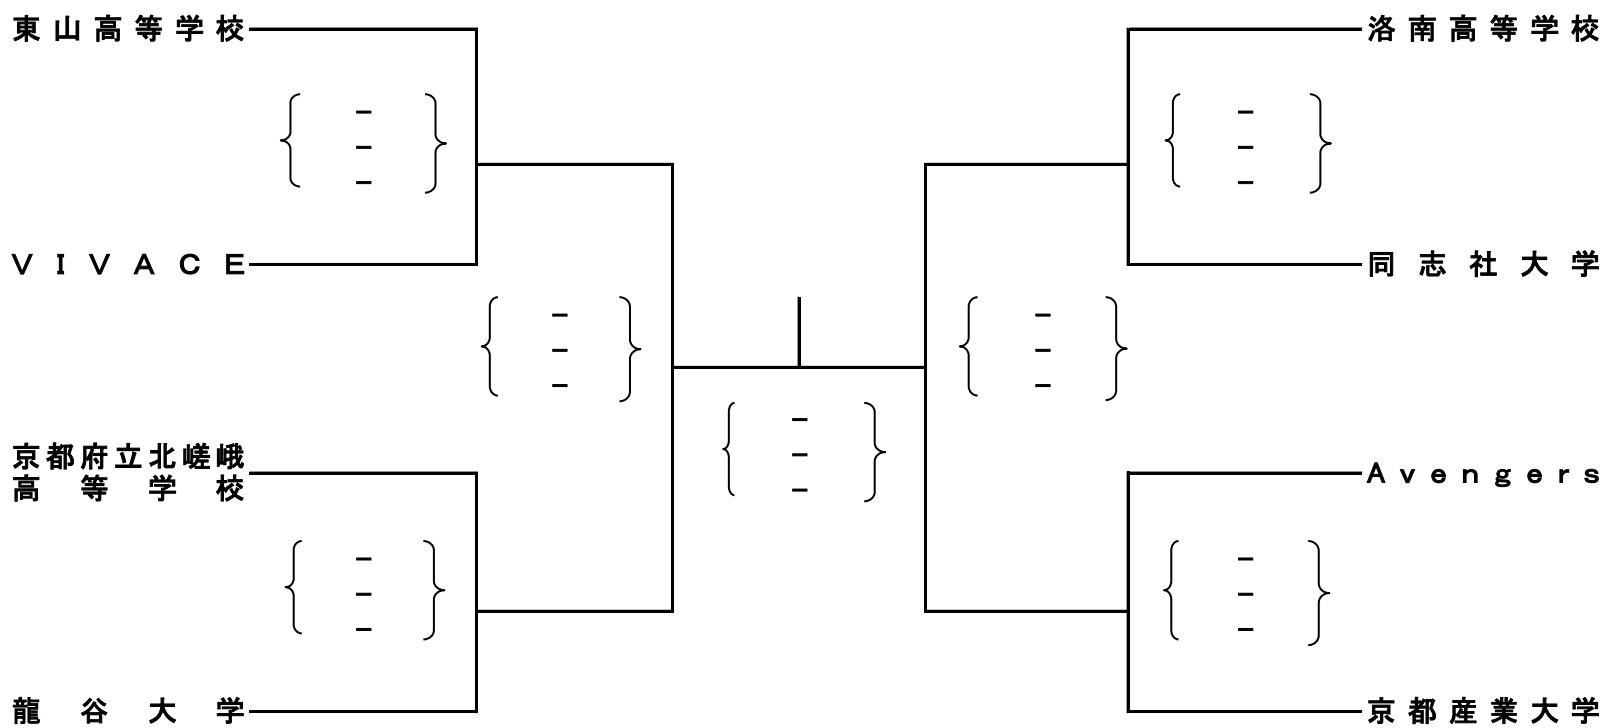 東山高等学校
洛南高等学校
VIVACE
同志社大学
京都府立北嵯峨
高等学校
Avengers
龍谷大学
京都産業大学